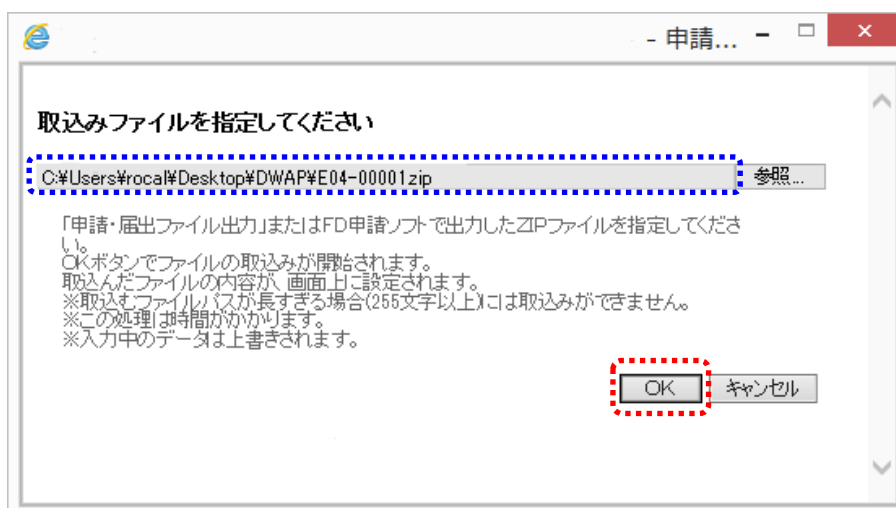 - 申請...
取込みファイルを指定してください
C:¥Users¥rocal¥Desktop¥DWAP¥E04-00001.zip
参照...
「申請・届出ファイル出力」またはFD申請ソフトで出力したZIPファイルを指定してくださ
い。
OKボタンでファイルの取込みが開始されます。
取込んだファイルの内容が、画面上に設定されます。
※取込むファイルパスが長すぎる場合(255文字以上)には取込みができません。
※この処理は時間がかかります。
※入力中のデータは上書きされます。
OK
キャンセル